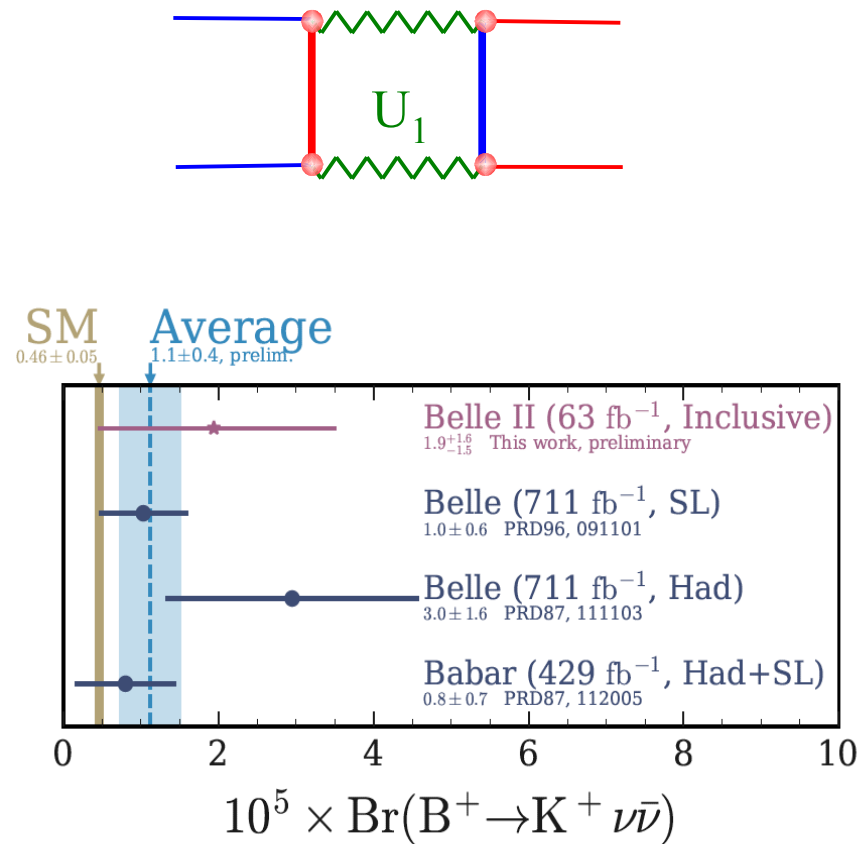 U₁
SM
0.46 ± 0.05
Average
1.1±0.4, prelim.
Belle II (63 fb⁻¹, Inclusive)
1.9⁺¹·⁶₋₁.₅ This work, preliminary
Belle (711 fb⁻¹, SL)
1.0 ± 0.6 PRD96, 091101
Belle (711 fb⁻¹, Had)
3.0 ± 1.6 PRD87, 111103
Babar (429 fb⁻¹, Had+SL)
0.8 ± 0.7 PRD87, 112005
0 2 4 6 8 10
10⁵ × Br(B⁺→K⁺νν̄)